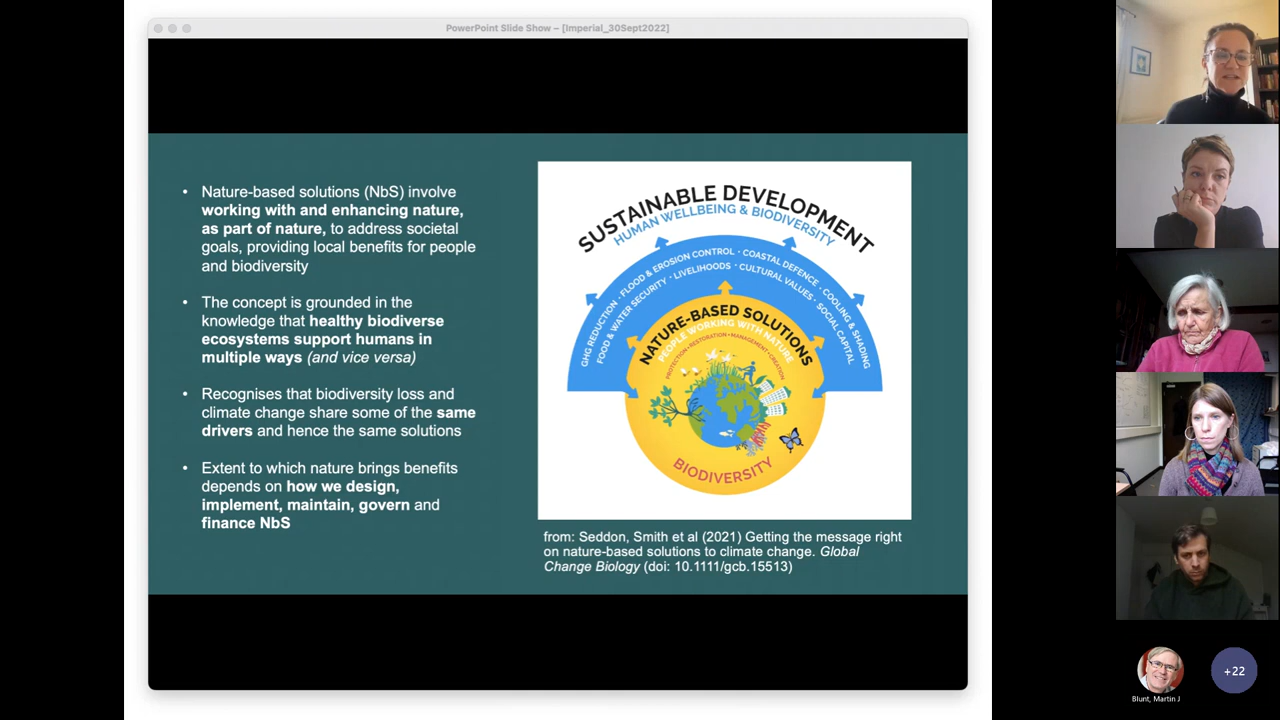 PowerPoint Slide Show – [Imperial_30Sept2022]
• Nature-based solutions (NbS) involve
working with and enhancing nature,
as part of nature, to address societal
goals, providing local benefits for people
and biodiversity
• The concept is grounded in the
knowledge that healthy biodiverse
ecosystems support humans in
multiple ways (and vice versa)
• Recognises that biodiversity loss and
climate change share some of the same
drivers and hence the same solutions
• Extent to which nature brings benefits
depends on how we design,
implement, maintain, govern and
finance NbS
SUSTAINABLE DEVELOPMENT
HUMAN WELLBEING & BIODIVERSITY
GHG REDUCTION · FLOOD & EROSION CONTROL · COASTAL DEFENCE · COOLING & SHADING
FOOD & WATER SECURITY · LIVELIHOODS · CULTURAL VALUES · SOCIAL CAPITAL
NATURE-BASED SOLUTIONS
PEOPLE WORKING WITH NATURE
PROTECTION • RESTORATION • MANAGEMENT • CREATION
BIODIVERSITY
from: Seddon, Smith et al (2021) Getting the message right
on nature-based solutions to climate change. Global
Change Biology (doi: 10.1111/gcb.15513)
Blunt, Martin J
+22